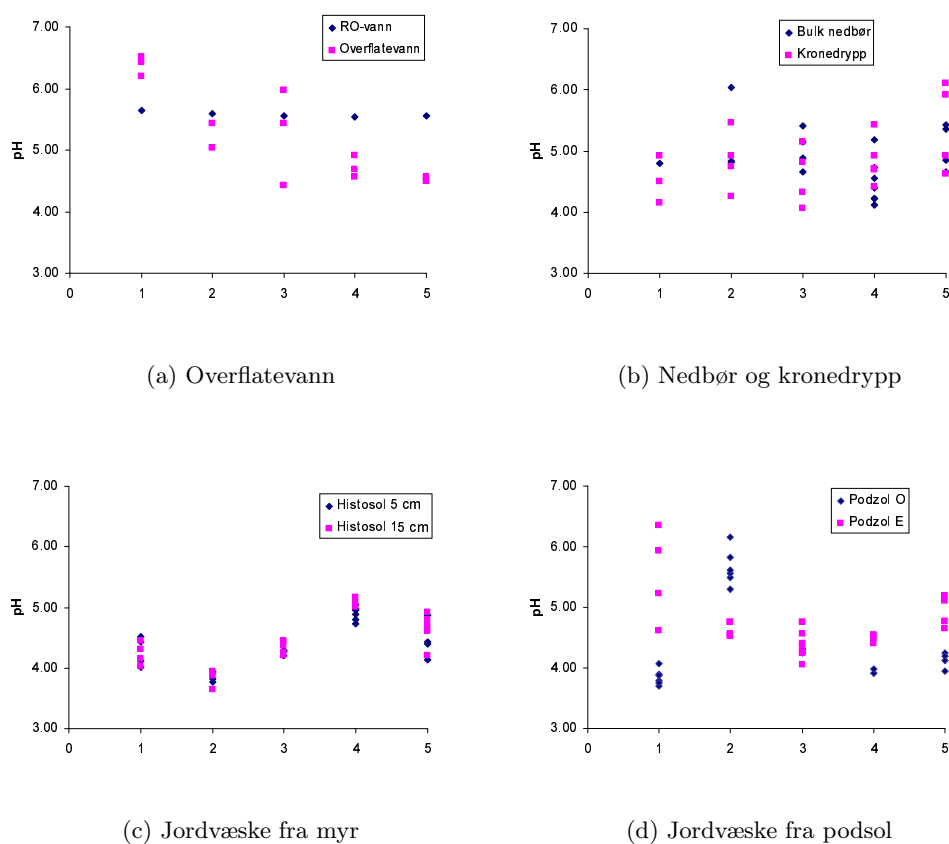 7.00
6.00
5.00
4.00
3.00
pH
0 1 2 3 4 5
RO-vann
Overflatevann
(a) Overflatevann
7.00
6.00
5.00
4.00
3.00
pH
0 1 2 3 4 5
Bulk nedbør
Kronedrypp
(b) Nedbør og kronedrypp
7.00
6.00
5.00
4.00
3.00
pH
0 1 2 3 4 5
Histosol 5 cm
Histosol 15 cm
(c) Jordvæske fra myr
7.00
6.00
5.00
4.00
3.00
pH
0 1 2 3 4 5
Podzol O
Podzol E
(d) Jordvæske fra podsol